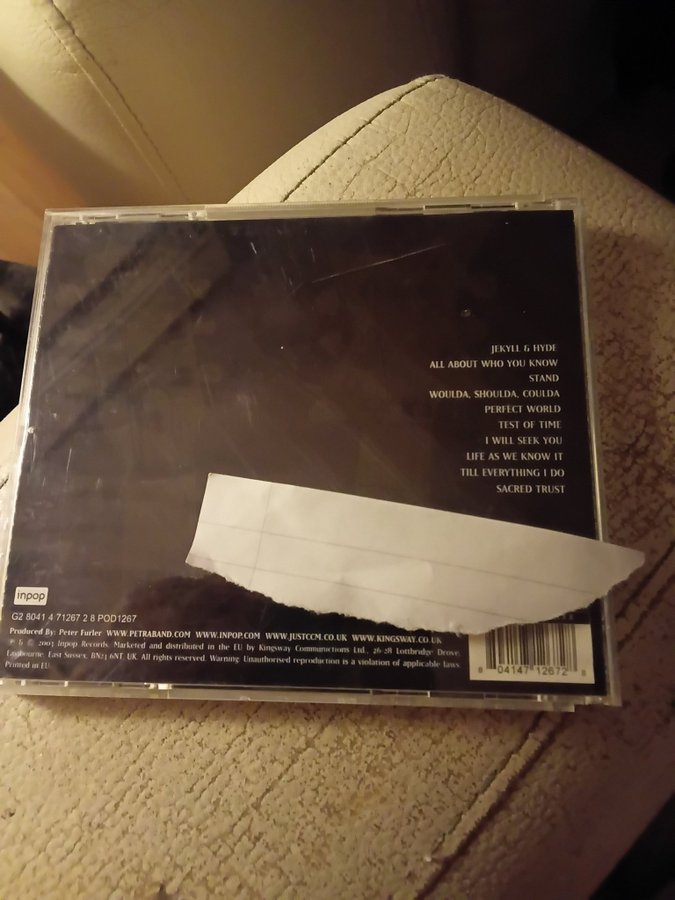 JEKYLL & HYDE
ALL ABOUT WHO YOU KNOW
STAND
WOULDA, SHOULDA, COULDA
PERFECT WORLD
TEST OF TIME
I WILL SEEK YOU
LIFE AS WE KNOW IT
TILL EVERYTHING I DO
SACRED TRUST
inpop
G2 8041 4 71267 2 8 POD1267
Produced By: Peter Furler WWW.PETRABAND.COM WWW.INPOP.COM WWW.JUSTCCM.CO.UK WWW.KINGSWAY.CO.UK
℗ & © 2003 Inpop Records. Marketed and distributed in the EU by Kingsway Communications Ltd., 26-28 Lottbridge Drove,
Eastbourne, East Sussex, BN23 6NT, UK. All rights reserved. Warning: Unauthorised reproduction is a violation of applicable laws.
Printed in EU
8 04147 12672 8